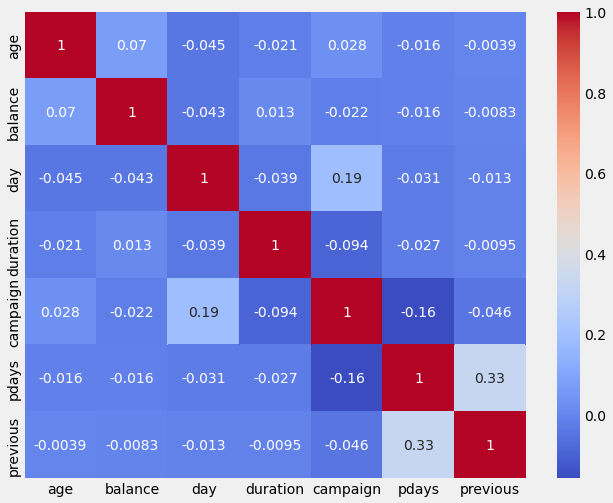 age 1 0.07 -0.045 -0.021 0.028 -0.016 -0.0039
balance 0.07 1 -0.043 0.013 -0.022 -0.016 -0.0083
day -0.045 -0.043 1 -0.039 0.19 -0.031 -0.013
duration -0.021 0.013 -0.039 1 -0.094 -0.027 -0.0095
campaign 0.028 -0.022 0.19 -0.094 1 -0.16 -0.046
pdays -0.016 -0.016 -0.031 -0.027 -0.16 1 0.33
previous -0.0039 -0.0083 -0.013 -0.0095 -0.046 0.33 1
age balance day duration campaign pdays previous
1.0
0.8
0.6
0.4
0.2
0.0